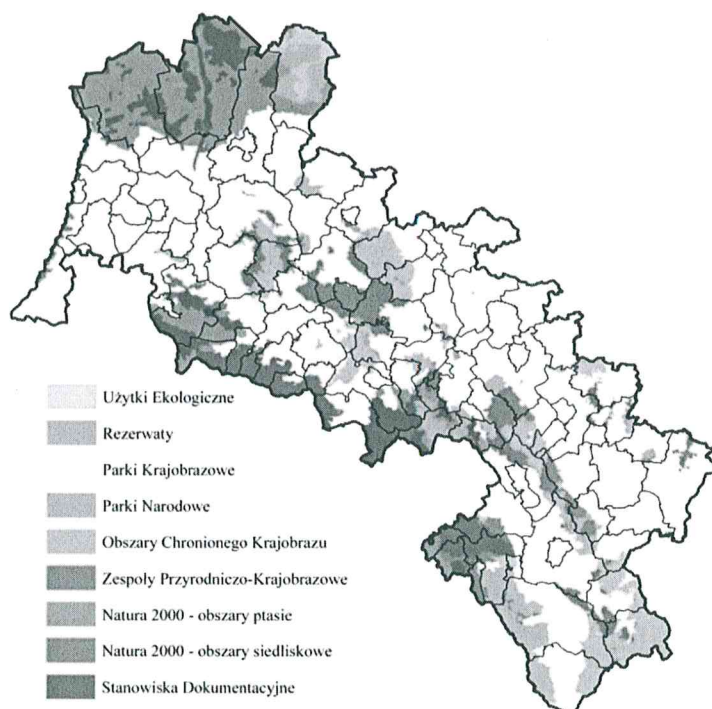 Użytki Ekologiczne
Rezerwaty
Parki Krajobrazowe
Parki Narodowe
Obszary Chronionego Krajobrazu
Zespoły Przyrodniczo-Krajobrazowe
Natura 2000 - obszary ptasie
Natura 2000 - obszary siedliskowe
Stanowiska Dokumentacyjne